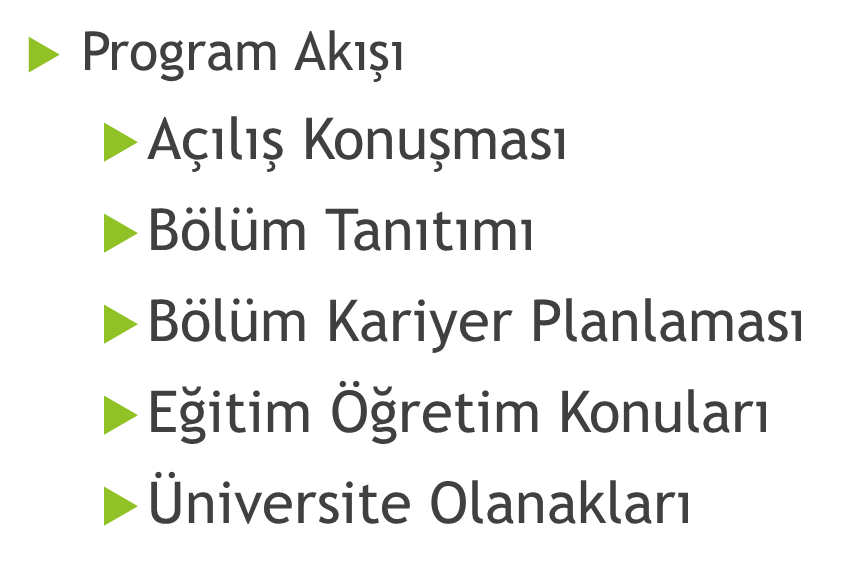 Program Akışı
Açılış Konuşması
Bölüm Tanıtımı
Bölüm Kariyer Planlaması
Eğitim Öğretim Konuları
Üniversite Olanakları